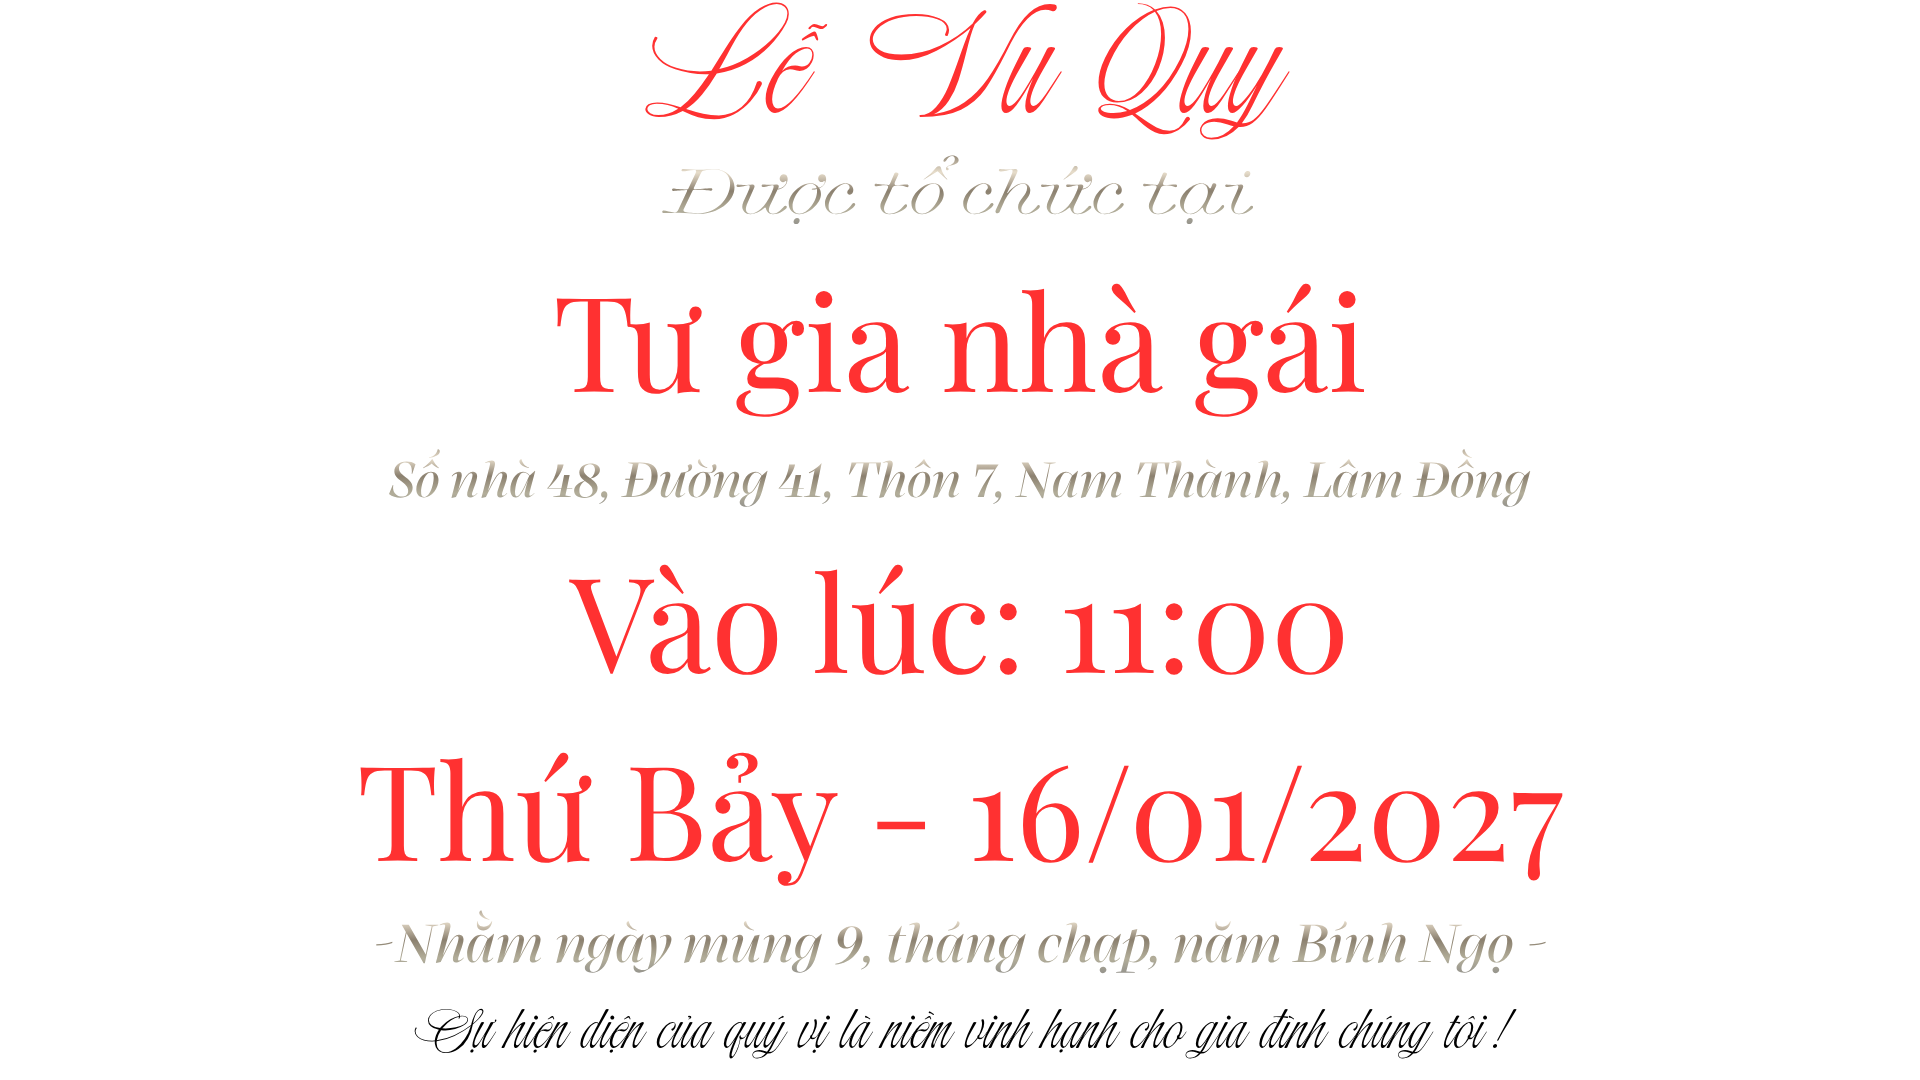 Lễ Vu Quy
Được tổ chức tại
Tư gia nhà gái
Số nhà 48, Đường 41, Thôn 7, Nam Thành, Lâm Đồng
Vào lúc: 11:00
Thứ Bảy - 16/01/2027
-Nhằm ngày mùng 9, tháng chạp, năm Bính Ngọ -
Sự hiện diện của quý vị là niềm vinh hạnh cho gia đình chúng tôi !